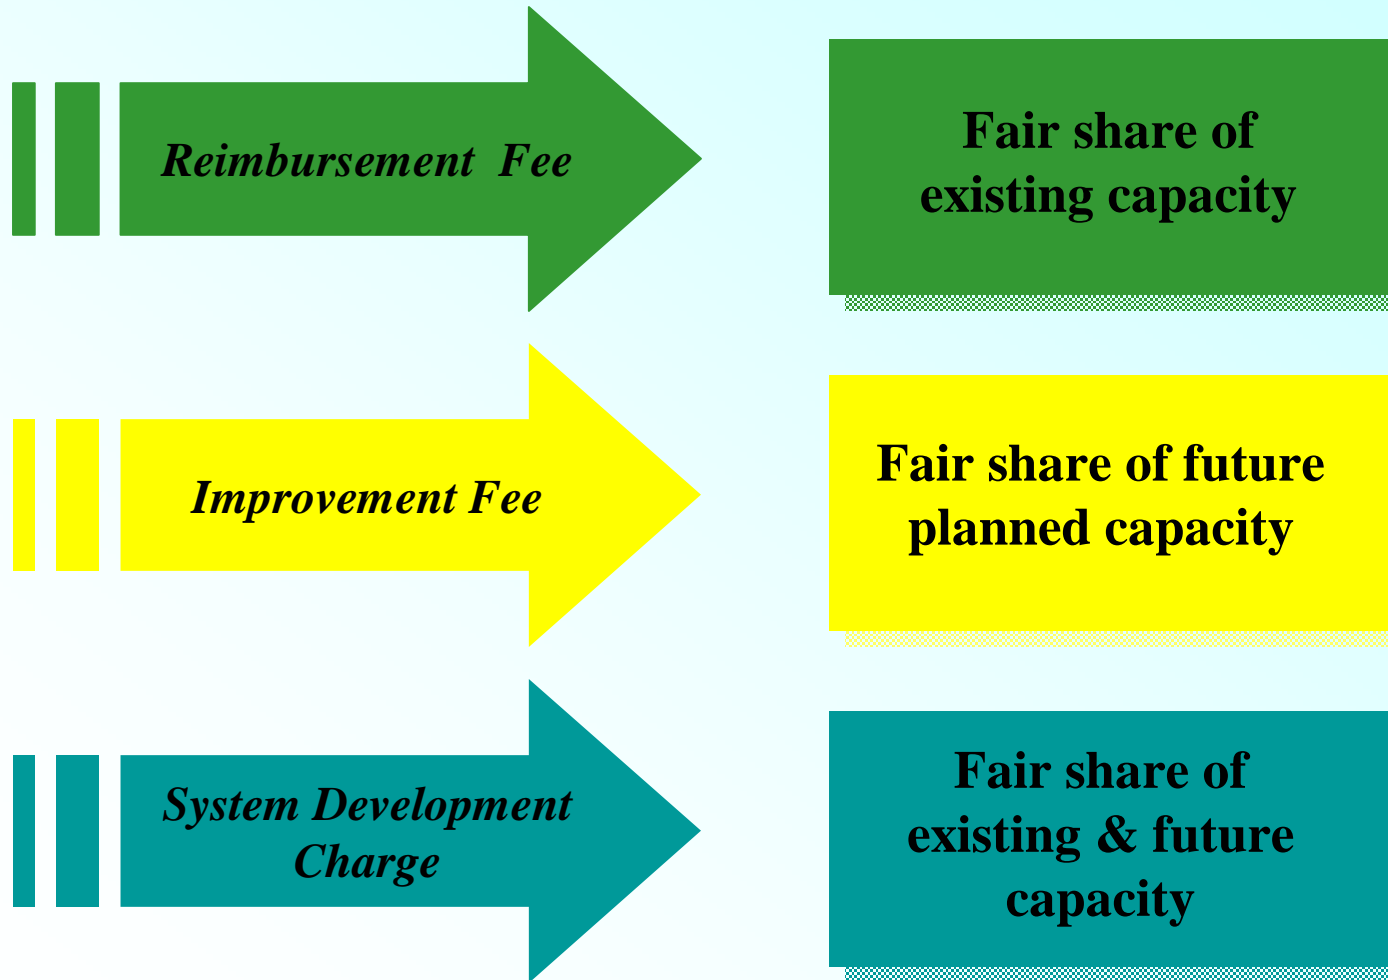 Reimbursement Fee
Fair share of
existing capacity
Improvement Fee
Fair share of future
planned capacity
System Development
Charge
Fair share of
existing & future
capacity